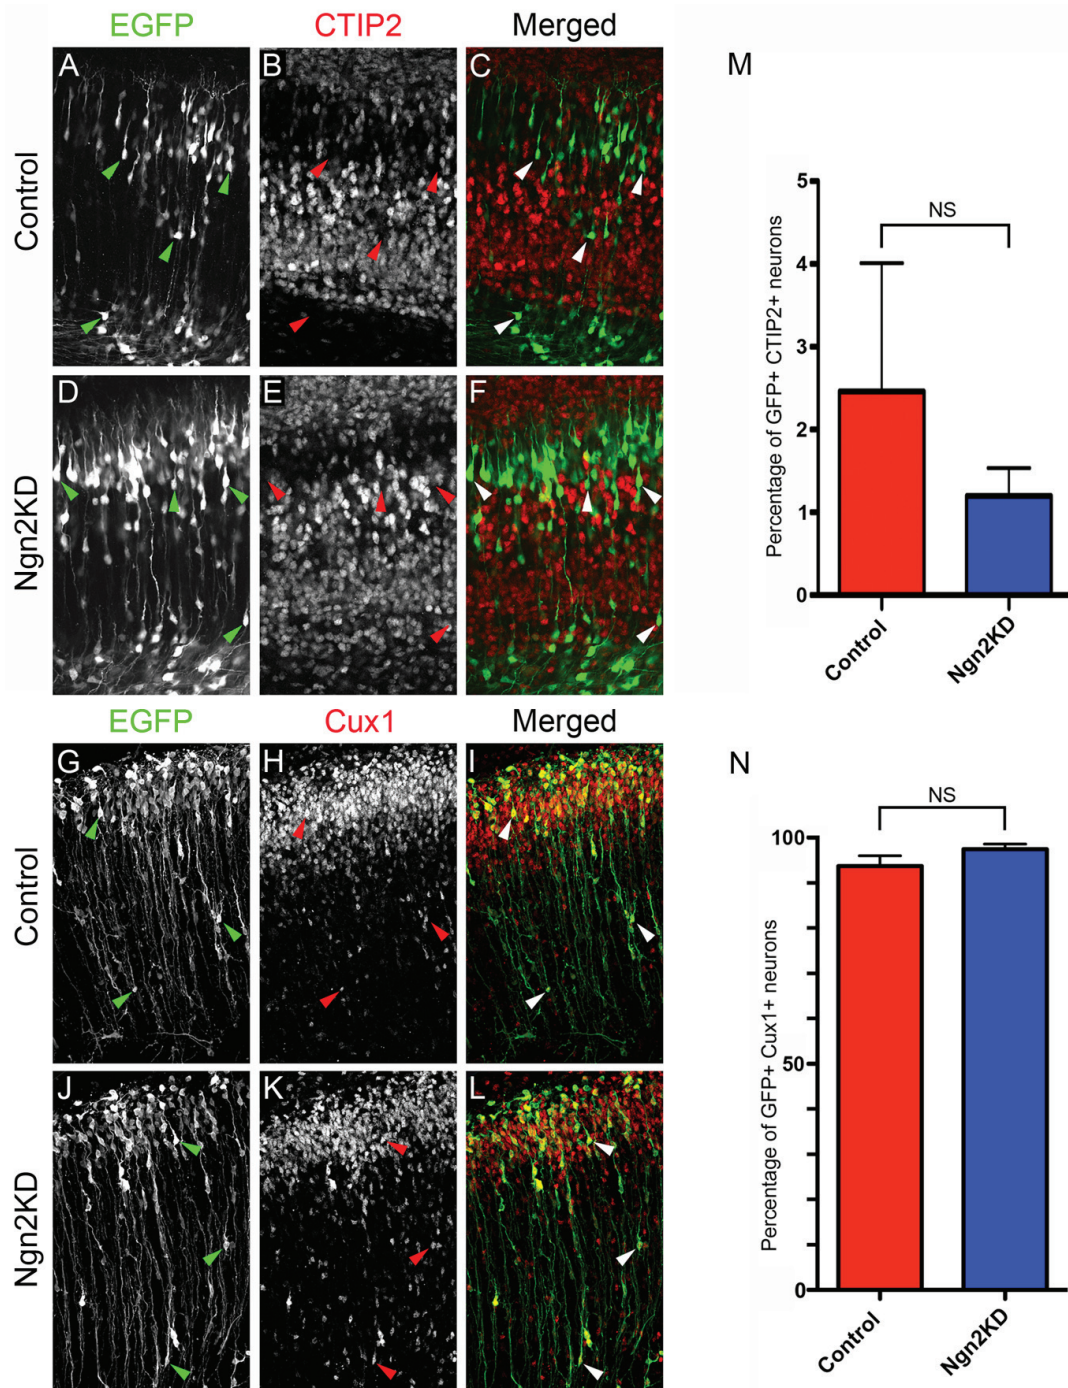 EGFP CTIP2 Merged
Control
A B C
Ngn2KD
D E F
EGFP Cux1 Merged
Control
G H I
Ngn2KD
J K L
M
Percentage of GFP+ CTIP2+ neurons
5
4
3
2
1
0
NS
Control Ngn2KD
N
Percentage of GFP+ Cux1+ neurons
100
50
0
NS
Control Ngn2KD